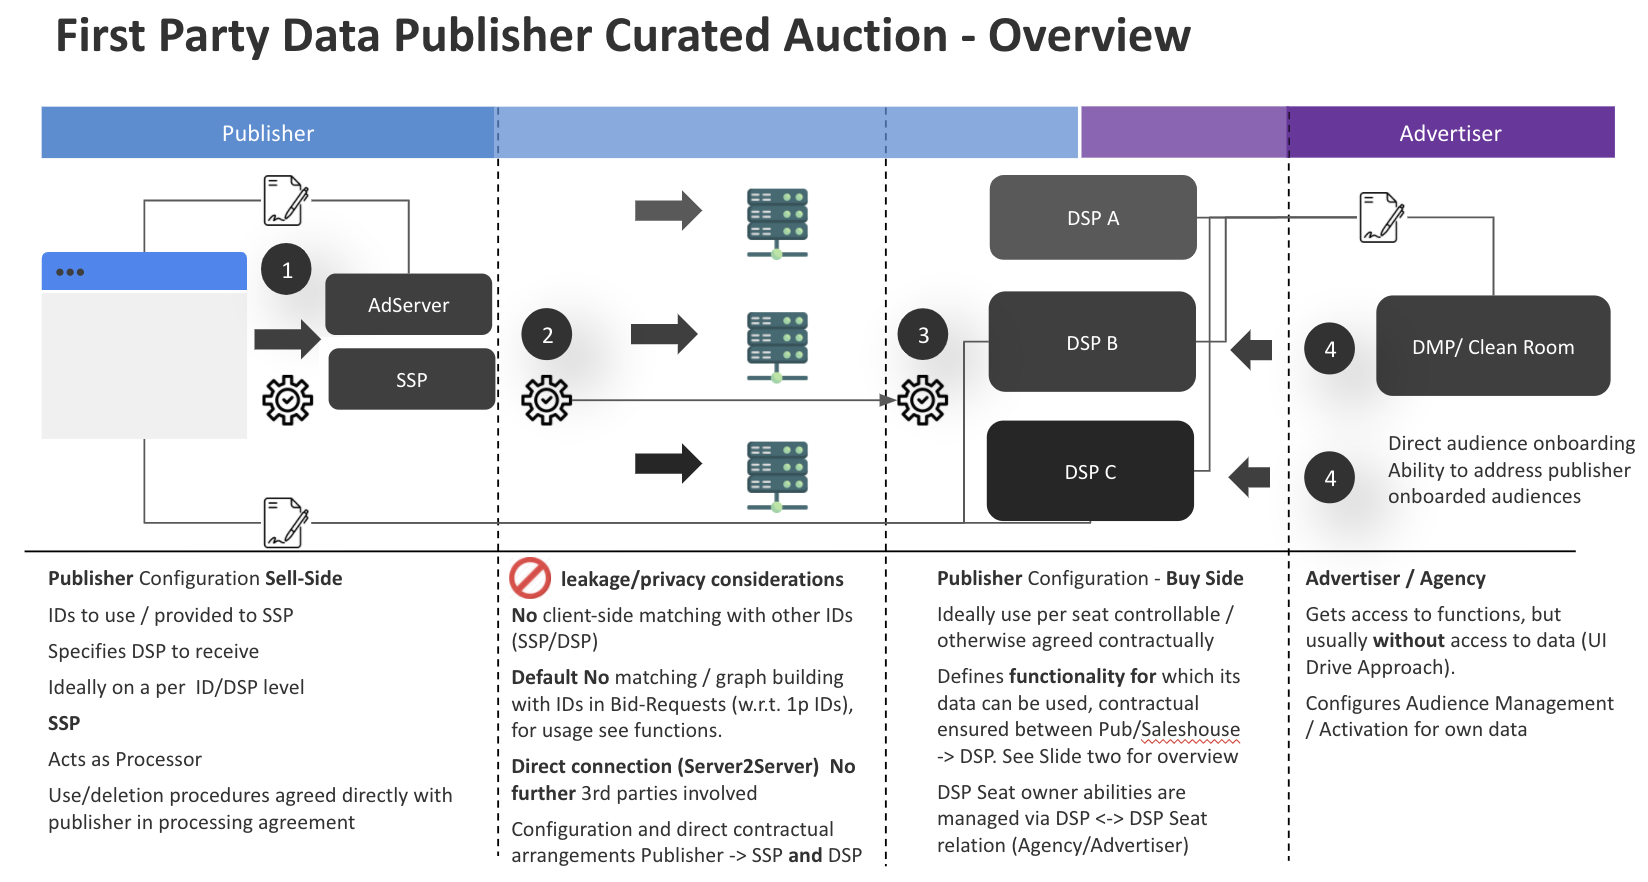 First Party Data Publisher Curated Auction - Overview
Publisher
Advertiser
1
AdServer
SSP
2
3
DSP A
DSP B
DSP C
4
DMP/ Clean Room
4
Direct audience onboarding
Ability to address publisher
onboarded audiences
Publisher Configuration Sell-Side
IDs to use / provided to SSP
Specifies DSP to receive
Ideally on a per ID/DSP level
SSP
Acts as Processor
Use/deletion procedures agreed directly with
publisher in processing agreement
leakage/privacy considerations
No client-side matching with other IDs
(SSP/DSP)
Default No matching / graph building
with IDs in Bid-Requests (w.r.t. 1p IDs),
for usage see functions.
Direct connection (Server2Server) No
further 3rd parties involved
Configuration and direct contractual
arrangements Publisher -> SSP and DSP
Publisher Configuration - Buy Side
Ideally use per seat controllable /
otherwise agreed contractually
Defines functionality for which its
data can be used, contractual
ensured between Pub/Saleshouse
-> DSP. See Slide two for overview
DSP Seat owner abilities are
managed via DSP <-> DSP Seat
relation (Agency/Advertiser)
Advertiser / Agency
Gets access to functions, but
usually without access to data (UI
Drive Approach).
Configures Audience Management
/ Activation for own data